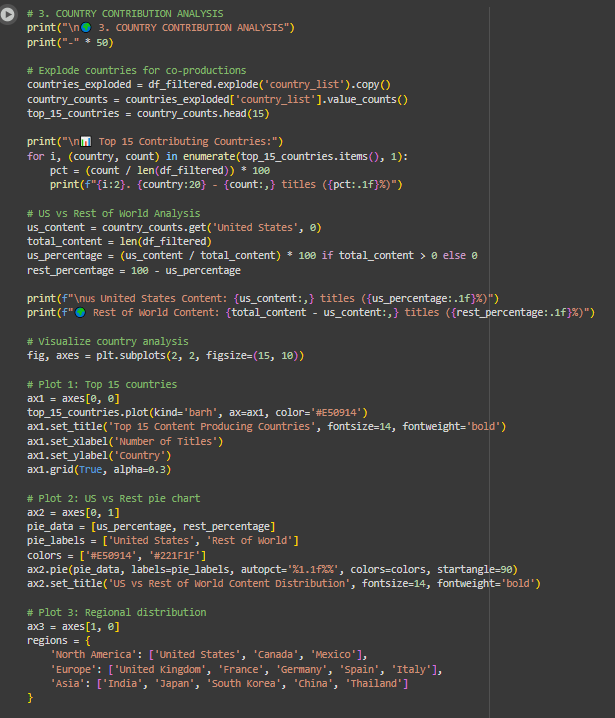 # 3. COUNTRY CONTRIBUTION ANALYSIS
print("\n🌎 3. COUNTRY CONTRIBUTION ANALYSIS")
print("-" * 50)

# Explode countries for co-productions
countries_exploded = df_filtered.explode('country_list').copy()
country_counts = countries_exploded['country_list'].value_counts()
top_15_countries = country_counts.head(15)

print("\n📊 Top 15 Contributing Countries:")
for i, (country, count) in enumerate(top_15_countries.items(), 1):
    pct = (count / len(df_filtered)) * 100
    print(f"{i:2}. {country:20} - {count:,} titles ({pct:.1f}%)")

# US vs Rest of World Analysis
us_content = country_counts.get('United States', 0)
total_content = len(df_filtered)
us_percentage = (us_content / total_content) * 100 if total_content > 0 else 0
rest_percentage = 100 - us_percentage

print(f"\nus United States Content: {us_content:,} titles ({us_percentage:.1f}%)")
print(f"🌎 Rest of World Content: {total_content - us_content:,} titles ({rest_percentage:.1f}%)")

# Visualize country analysis
fig, axes = plt.subplots(2, 2, figsize=(15, 10))

# Plot 1: Top 15 countries
ax1 = axes[0, 0]
top_15_countries.plot(kind='barh', ax=ax1, color='#E50914')
ax1.set_title('Top 15 Content Producing Countries', fontsize=14, fontweight='bold')
ax1.set_xlabel('Number of Titles')
ax1.set_ylabel('Country')
ax1.grid(True, alpha=0.3)

# Plot 2: US vs Rest pie chart
ax2 = axes[0, 1]
pie_data = [us_percentage, rest_percentage]
pie_labels = ['United States', 'Rest of World']
colors = ['#E50914', '#221F1F']
ax2.pie(pie_data, labels=pie_labels, autopct='%1.1f%%', colors=colors, startangle=90)
ax2.set_title('US vs Rest of World Content Distribution', fontsize=14, fontweight='bold')

# Plot 3: Regional distribution
ax3 = axes[1, 0]
regions = {
    'North America': ['United States', 'Canada', 'Mexico'],
    'Europe': ['United Kingdom', 'France', 'Germany', 'Spain', 'Italy'],
    'Asia': ['India', 'Japan', 'South Korea', 'China', 'Thailand']
}